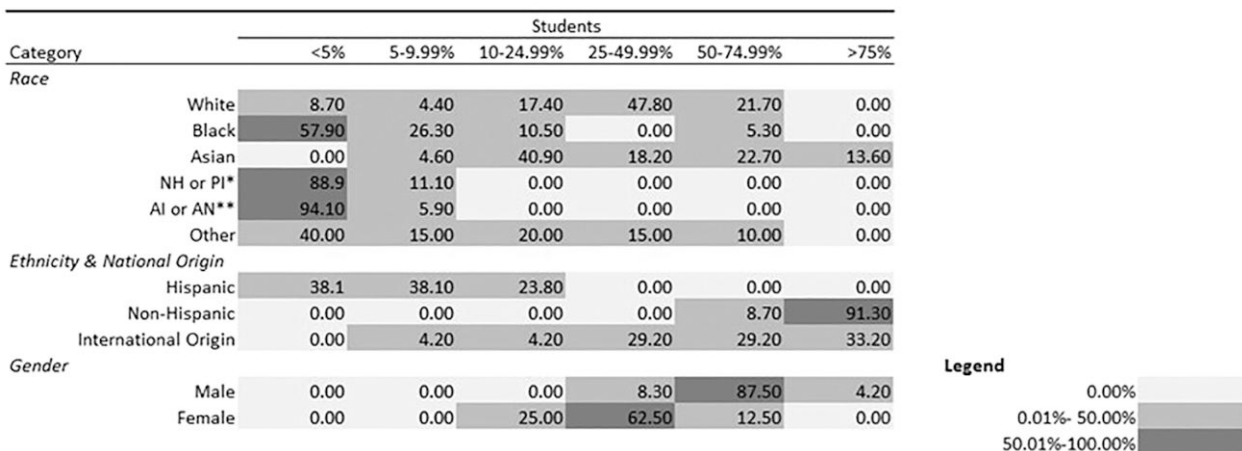 Students
Category <5% 5-9.99% 10-24.99% 25-49.99% 50-74.99% >75%
Race
White 8.70 4.40 17.40 47.80 21.70 0.00
Black 57.90 26.30 10.50 0.00 5.30 0.00
Asian 0.00 4.60 40.90 18.20 22.70 13.60
NH or PI* 88.9 11.10 0.00 0.00 0.00 0.00
AI or AN** 94.10 5.90 0.00 0.00 0.00 0.00
Other 40.00 15.00 20.00 15.00 10.00 0.00
Ethnicity & National Origin
Hispanic 38.1 38.10 23.80 0.00 0.00 0.00
Non-Hispanic 0.00 0.00 0.00 0.00 8.70 91.30
International Origin 0.00 4.20 4.20 29.20 29.20 33.20
Gender
Male 0.00 0.00 0.00 8.30 87.50 4.20
Female 0.00 0.00 25.00 62.50 12.50 0.00
Legend
0.00%
0.01%- 50.00%
50.01%-100.00%